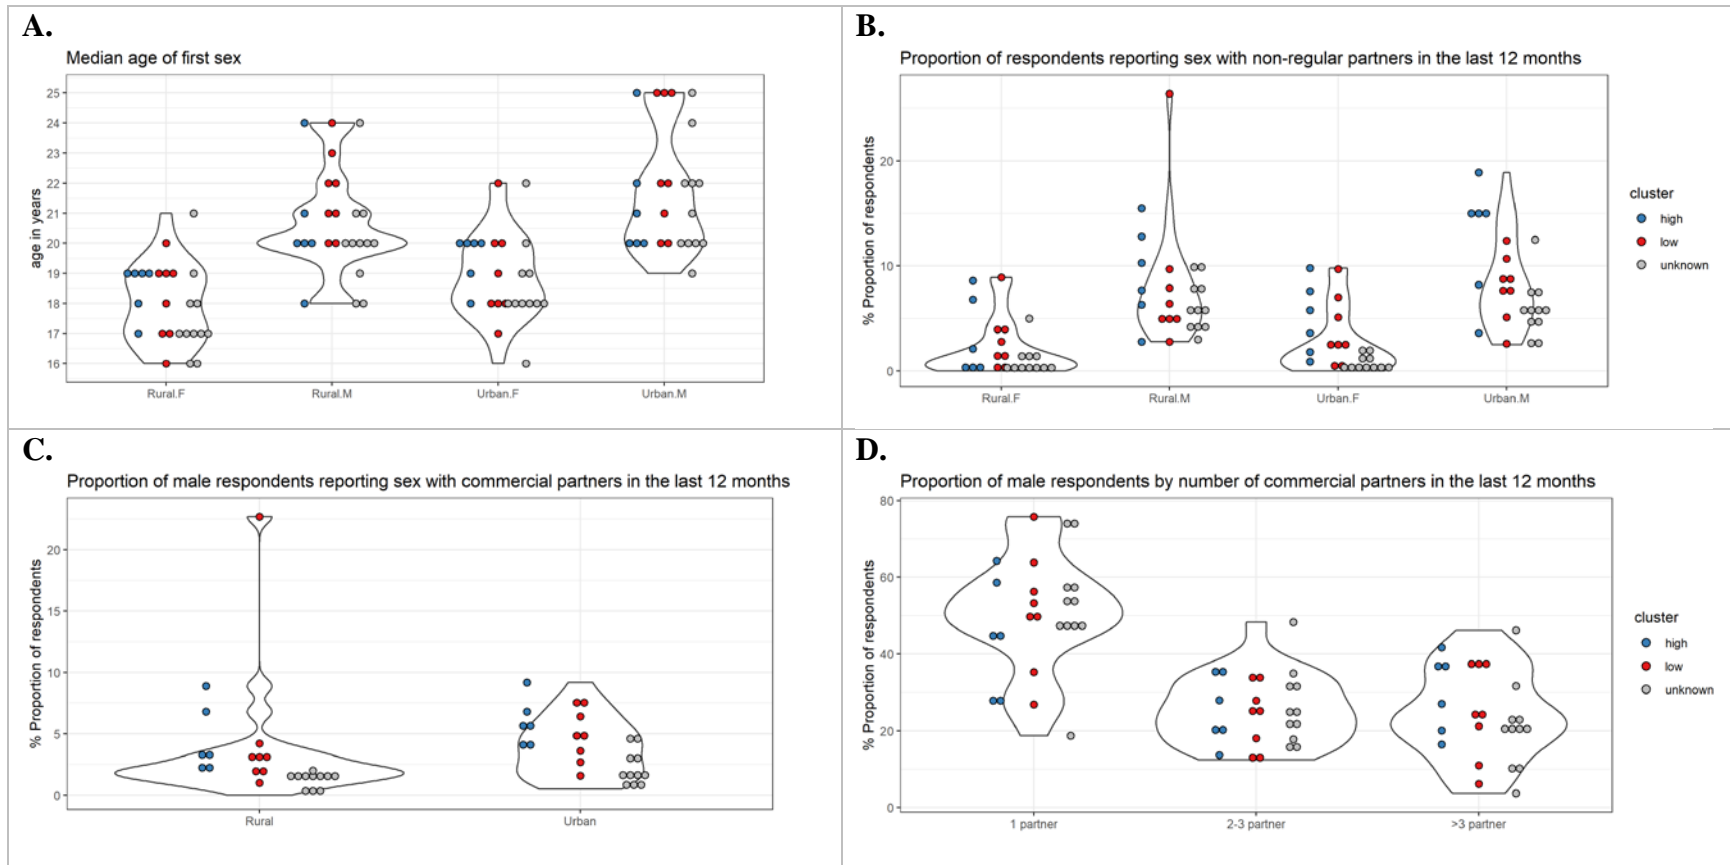 A.
Median age of first sex
age in years
25
24
23
22
21
20
19
18
17
16
Rural.F
Rural.M
Urban.F
Urban.M
B.
Proportion of respondents reporting sex with non-regular partners in the last 12 months
% Proportion of respondents
20
10
0
Rural.F
Rural.M
Urban.F
Urban.M
cluster
high
low
unknown
C.
Proportion of male respondents reporting sex with commercial partners in the last 12 months
% Proportion of respondents
20
15
10
5
0
Rural
Urban
D.
Proportion of male respondents by number of commercial partners in the last 12 months
% Proportion of respondents
80
60
40
20
0
1 partner
2-3 partner
>3 partner
cluster
high
low
unknown